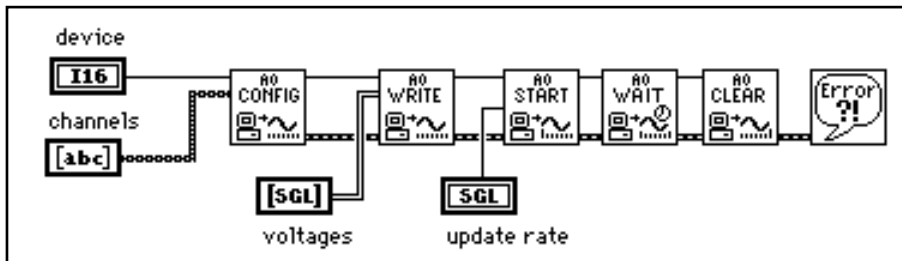 device
I16
channels
[abc]
AO
CONFIG
AO
WRITE
AO
START
AO
WAIT
AO
CLEAR
Error
?!
[SGL]
voltages
SGL
update rate